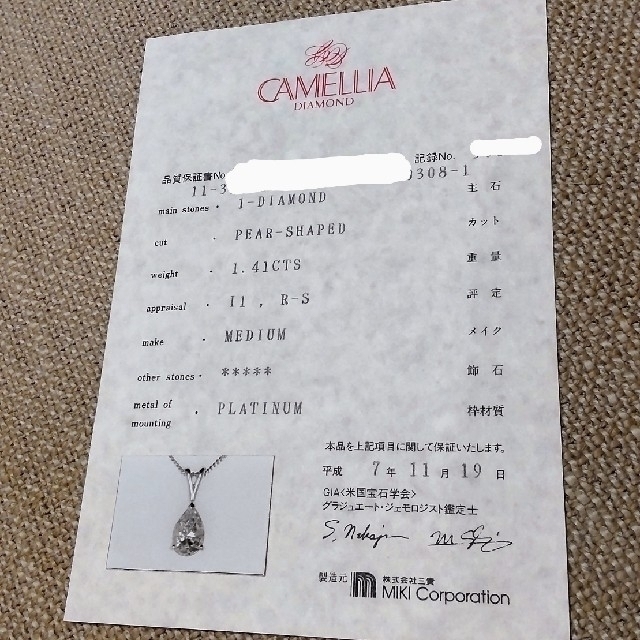 CAMELLIA
DIAMOND
品質保証書No.
記録No.
11-3 0308-1
main stones · 1-DIAMOND 主石
cut · PEAR-SHAPED カット
weight · 1.41CTS 重量
appraisal · I1 , R-S 評定
make · MEDIUM メイク
other stones · ***** 飾石
metal of
mounting · PLATINUM 枠材質
本品を上記項目に関して保証いたします。
平成 7 年 11 月 19 日
GIA<米国宝石学会>
グラジュエート・ジェモロジスト鑑定士
製造元 株式会社三貴
MIKI Corporation